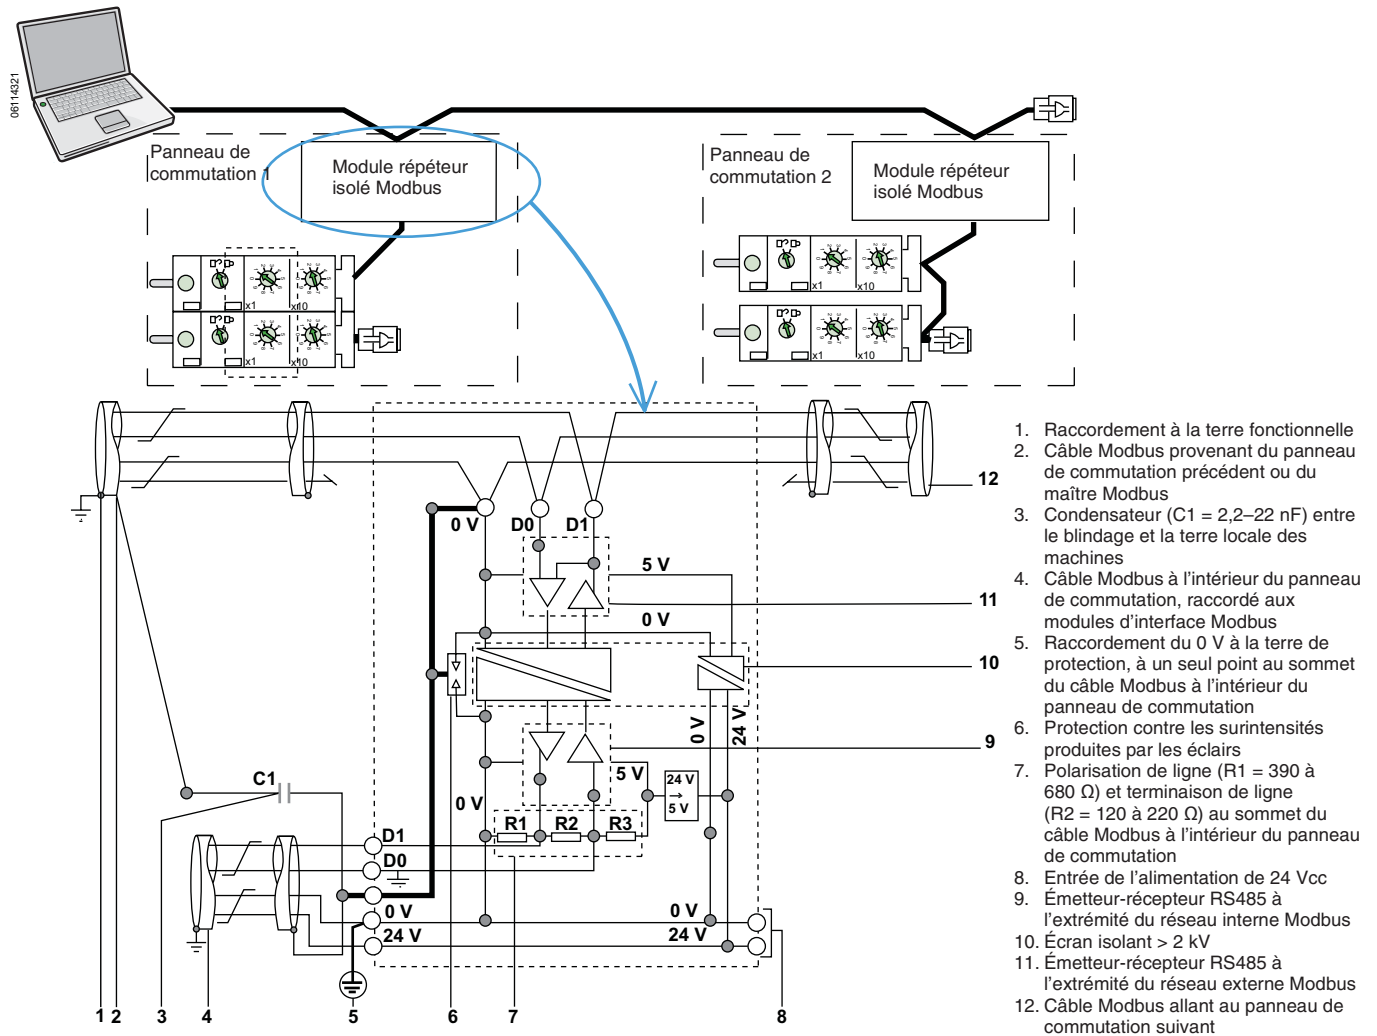 06114321
Panneau de
commutation 1
Module répéteur
isolé Modbus
Panneau de
commutation 2
Module répéteur
isolé Modbus
x1
x10
x1
x10
x1
x10
x1
x10
0 V
D0
D1
5 V
0 V
0 V
24 V
5 V
24 V
5 V
0 V
R1
R2
R3
C1
D1
D0
0 V
24 V
0 V
24 V
12
11
10
9
1
2
3
4
5
6
7
8
1. Raccordement à la terre fonctionnelle
2. Câble Modbus provenant du panneau
de commutation précédent ou du
maître Modbus
3. Condensateur (C1 = 2,2–22 nF) entre
le blindage et la terre locale des
machines
4. Câble Modbus à l’intérieur du panneau
de commutation, raccordé aux
modules d’interface Modbus
5. Raccordement du 0 V à la terre de
protection, à un seul point au sommet
du câble Modbus à l’intérieur du
panneau de commutation
6. Protection contre les surintensités
produites par les éclairs
7. Polarisation de ligne (R1 = 390 à
680 Ω) et terminaison de ligne
(R2 = 120 à 220 Ω) au sommet du
câble Modbus à l’intérieur du panneau
de commutation
8. Entrée de l’alimentation de 24 Vcc
9. Émetteur-récepteur RS485 à
l’extrémité du réseau interne Modbus
10. Écran isolant > 2 kV
11. Émetteur-récepteur RS485 à
l’extrémité du réseau externe Modbus
12. Câble Modbus allant au panneau de
commutation suivant